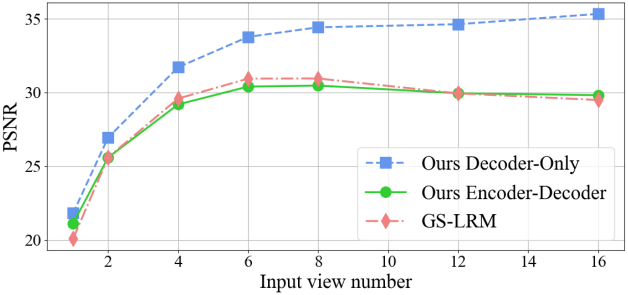 35
30
25
20
PSNR
Ours Decoder-Only
Ours Encoder-Decoder
GS-LRM
2 4 6 8 10 12 14 16
Input view number